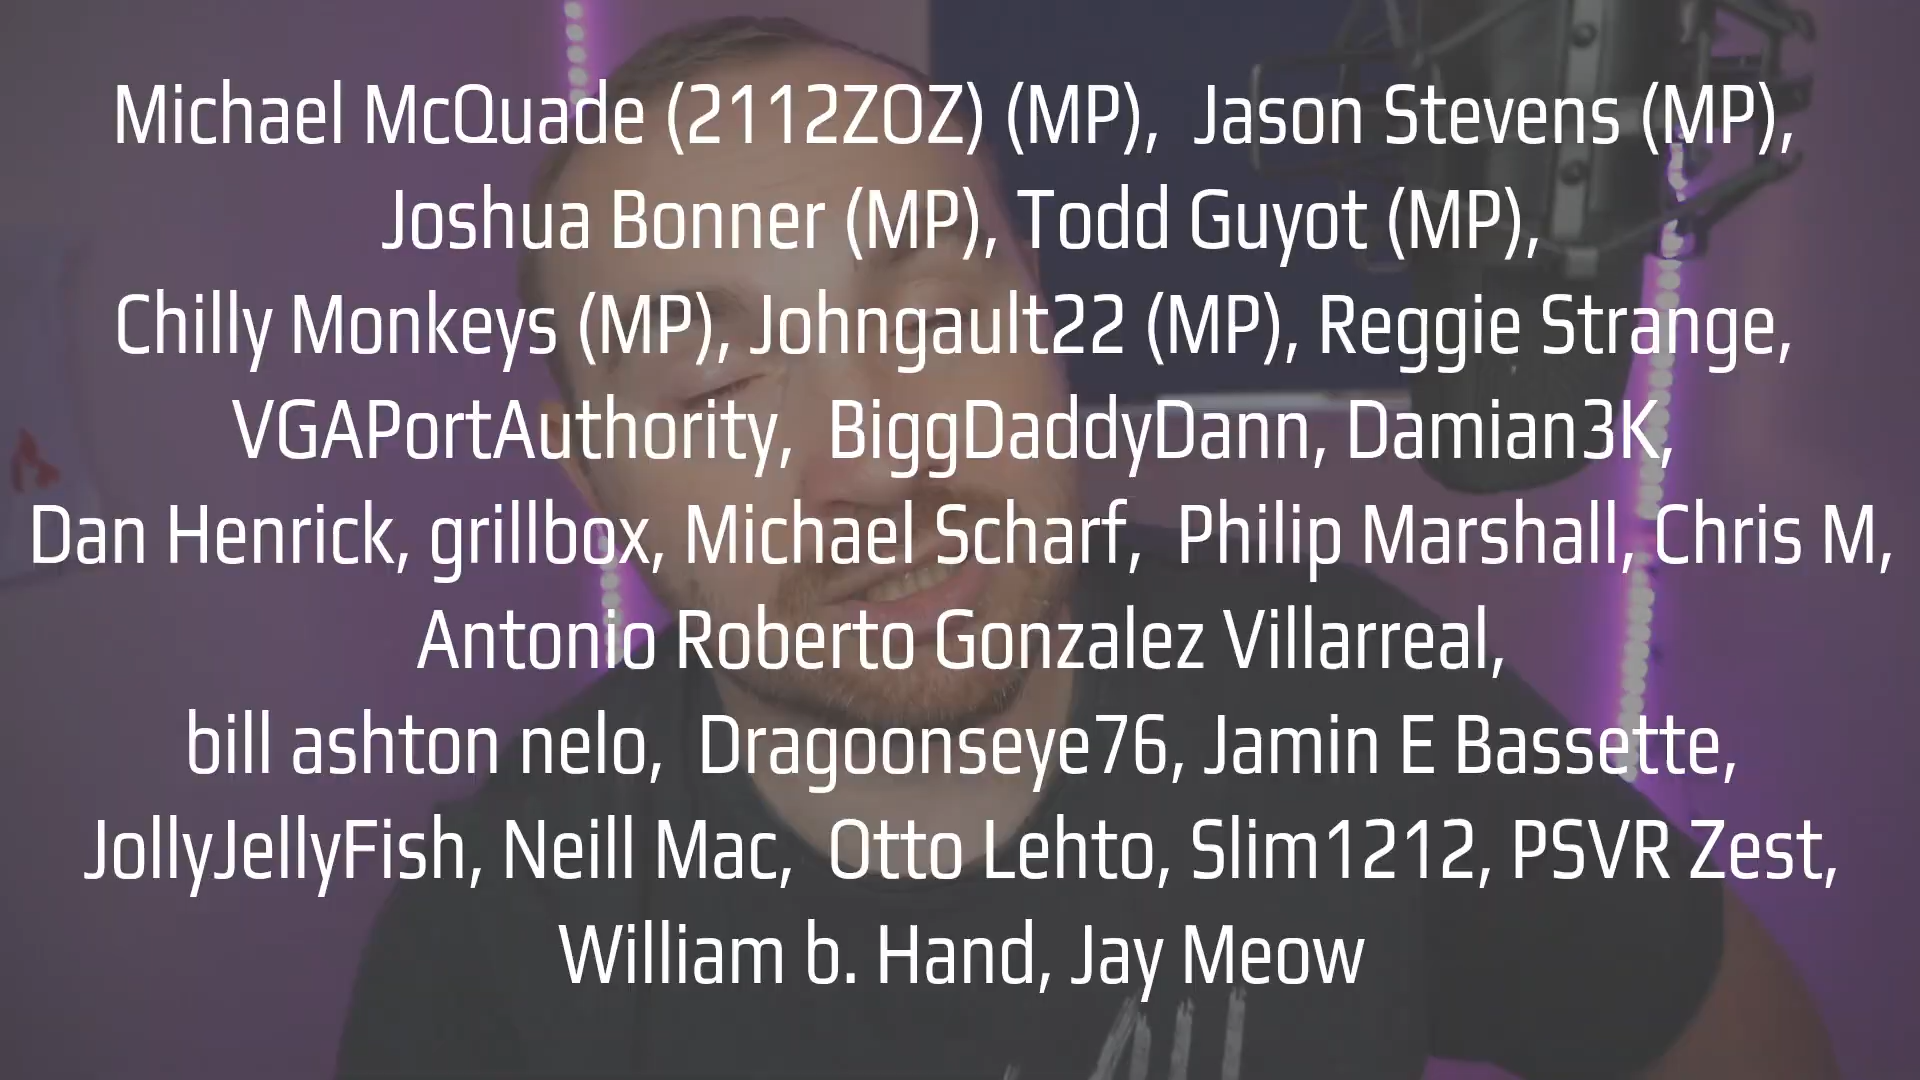 Michael McQuade (2112ZOZ) (MP),  Jason Stevens (MP),
Joshua Bonner (MP), Todd Guyot (MP),
Chilly Monkeys (MP), Johngault22 (MP), Reggie Strange,
VGAPortAuthority,  BiggDaddyDann, Damian3K,
Dan Henrick, grillbox, Michael Scharf,  Philip Marshall, Chris M,
Antonio Roberto Gonzalez Villarreal,
bill ashton nelo,  Dragoonseye76, Jamin E Bassette,
JollyJellyFish, Neill Mac,  Otto Lehto, Slim1212, PSVR Zest,
William b. Hand, Jay Meow